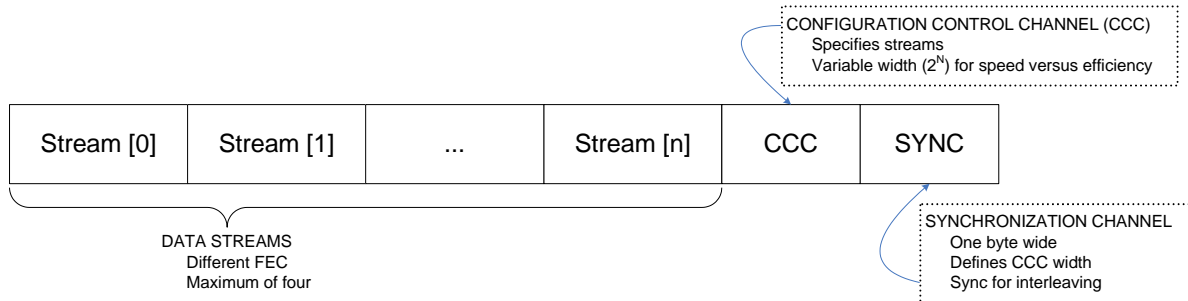 CONFIGURATION CONTROL CHANNEL (CCC)
Specifies streams
Variable width (2^N) for speed versus efficiency
Stream [0] Stream [1] ... Stream [n] CCC SYNC
DATA STREAMS
Different FEC
Maximum of four
SYNCHRONIZATION CHANNEL
One byte wide
Defines CCC width
Sync for interleaving